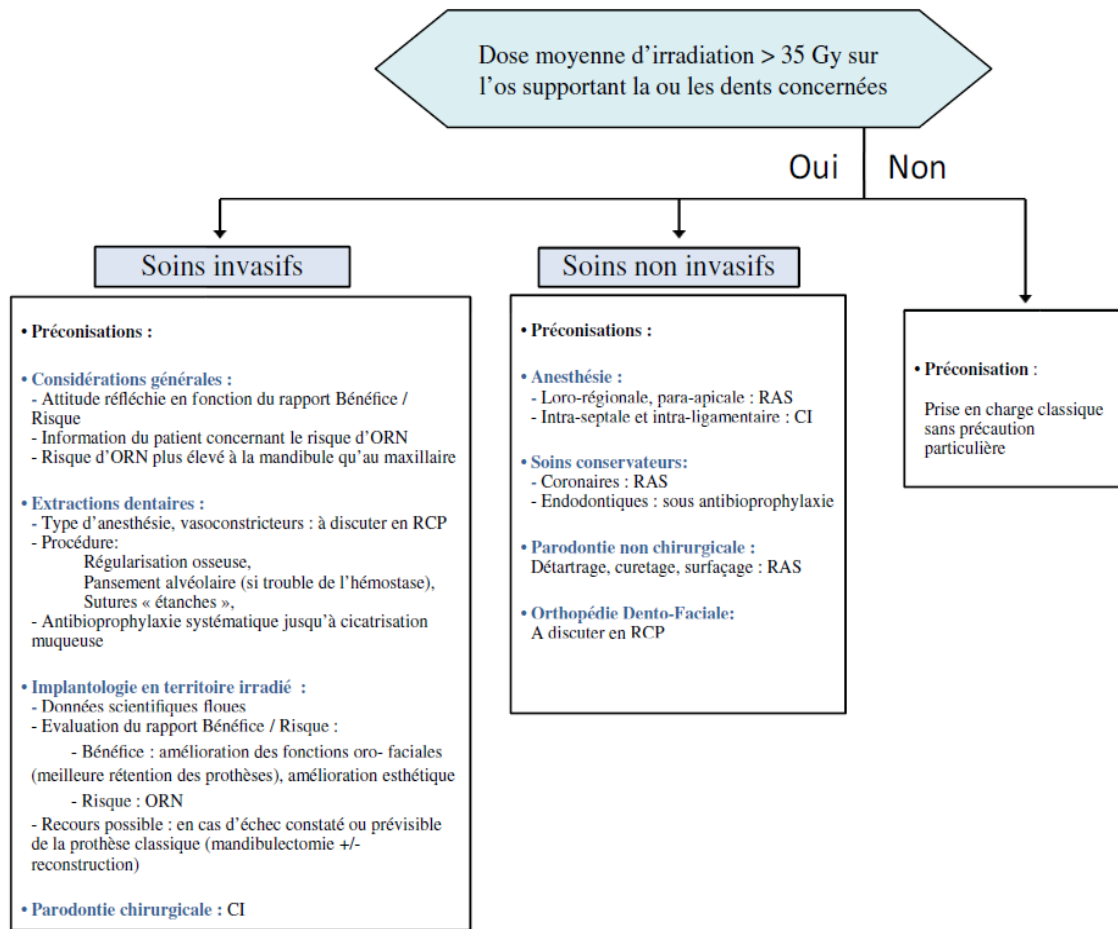 Dose moyenne d'irradiation > 35 Gy sur
l'os supportant la ou les dents concernées
Oui
Non
Soins invasifs
• Préconisations :
• Considérations générales :
- Attitude réfléchie en fonction du rapport Bénéfice /
Risque
- Information du patient concernant le risque d'ORN
- Risque d'ORN plus élevé à la mandibule qu'au maxillaire
• Extractions dentaires :
- Type d'anesthésie, vasoconstricteurs : à discuter en RCP
- Procédure:
Régularisation osseuse,
Pansement alvéolaire (si trouble de l'hémostase),
Sutures « étanches »,
- Antibioprophylaxie systématique jusqu'à cicatrisation
muqueuse
• Implantologie en territoire irradié :
- Données scientifiques floues
- Evaluation du rapport Bénéfice / Risque :
- Bénéfice : amélioration des fonctions oro- faciales
(meilleure rétention des prothèses), amélioration esthétique
- Risque : ORN
- Recours possible : en cas d'échec constaté ou prévisible
de la prothèse classique (mandibulectomie +/-
reconstruction)
• Parodontie chirurgicale : CI
Soins non invasifs
• Préconisations :
• Anesthésie :
- Loro-régionale, para-apicale : RAS
- Intra-septale et intra-ligamentaire : CI
• Soins conservateurs:
- Coronaires : RAS
- Endodontiques : sous antibioprophylaxie
• Parodontie non chirurgicale :
Détartrage, curetage, surfaçage : RAS
• Orthopédie Dento-Faciale:
A discuter en RCP
• Préconisation :
Prise en charge classique
sans précaution
particulière